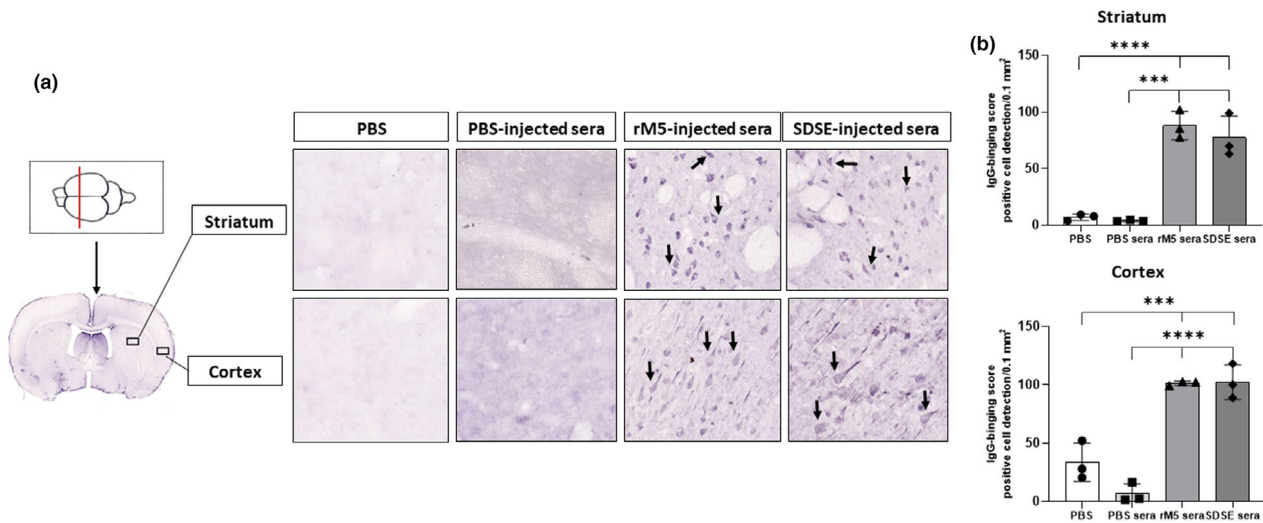 (a)
PBS
PBS-injected sera
rM5-injected sera
SDSE-injected sera
Striatum
Cortex
(b)
Striatum
IgG-binging score
positive cell detection/0.1 mm²
150
100
50
0
****
***
PBS
PBS sera
rM5 sera
SDSE sera
Cortex
IgG-binging score
positive cell detection/0.1 mm²
150
100
50
0
***
****
PBS
PBS sera
rM5 sera
SDSE sera